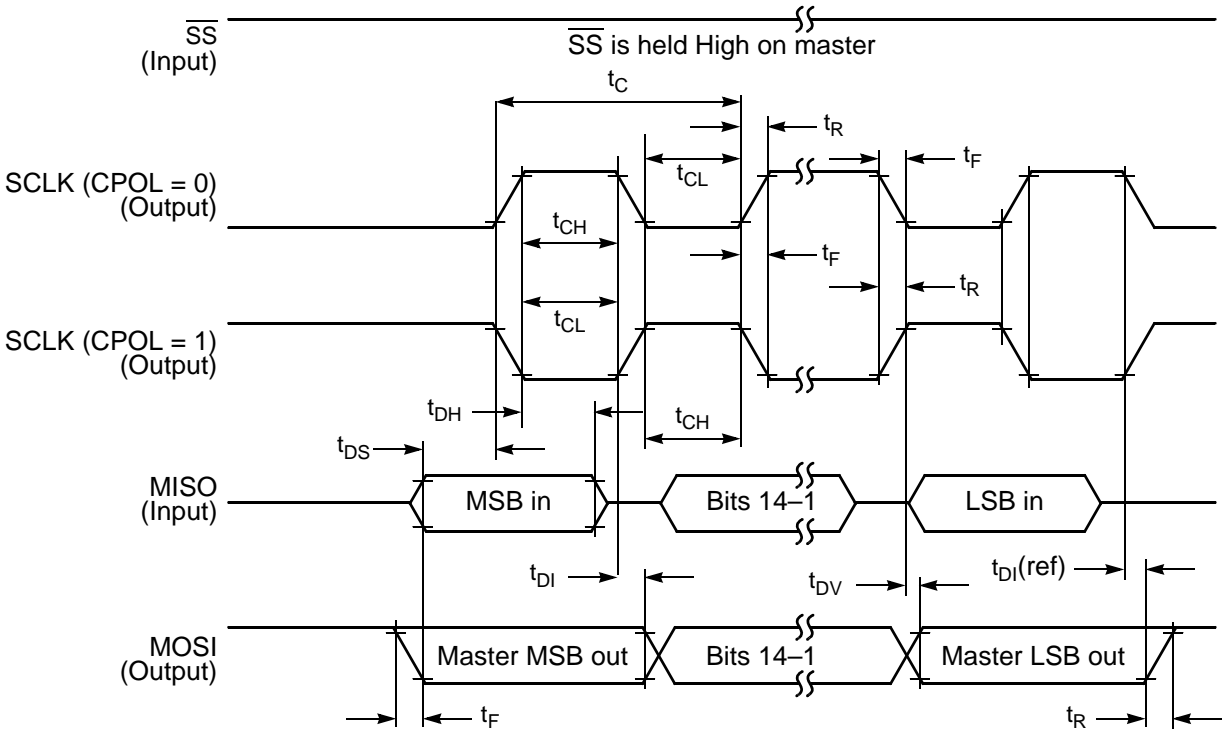 SS
(Input)
SS is held High on master
tC
tR
tCL
tF
SCLK (CPOL = 0)
(Output)
tCH
tF
tR
tCL
SCLK (CPOL = 1)
(Output)
tDH
tCH
tDS
MISO
(Input)
MSB in
Bits 14–1
LSB in
tDI
tDV
tDI(ref)
MOSI
(Output)
Master MSB out
Bits 14–1
Master LSB out
tF
tR